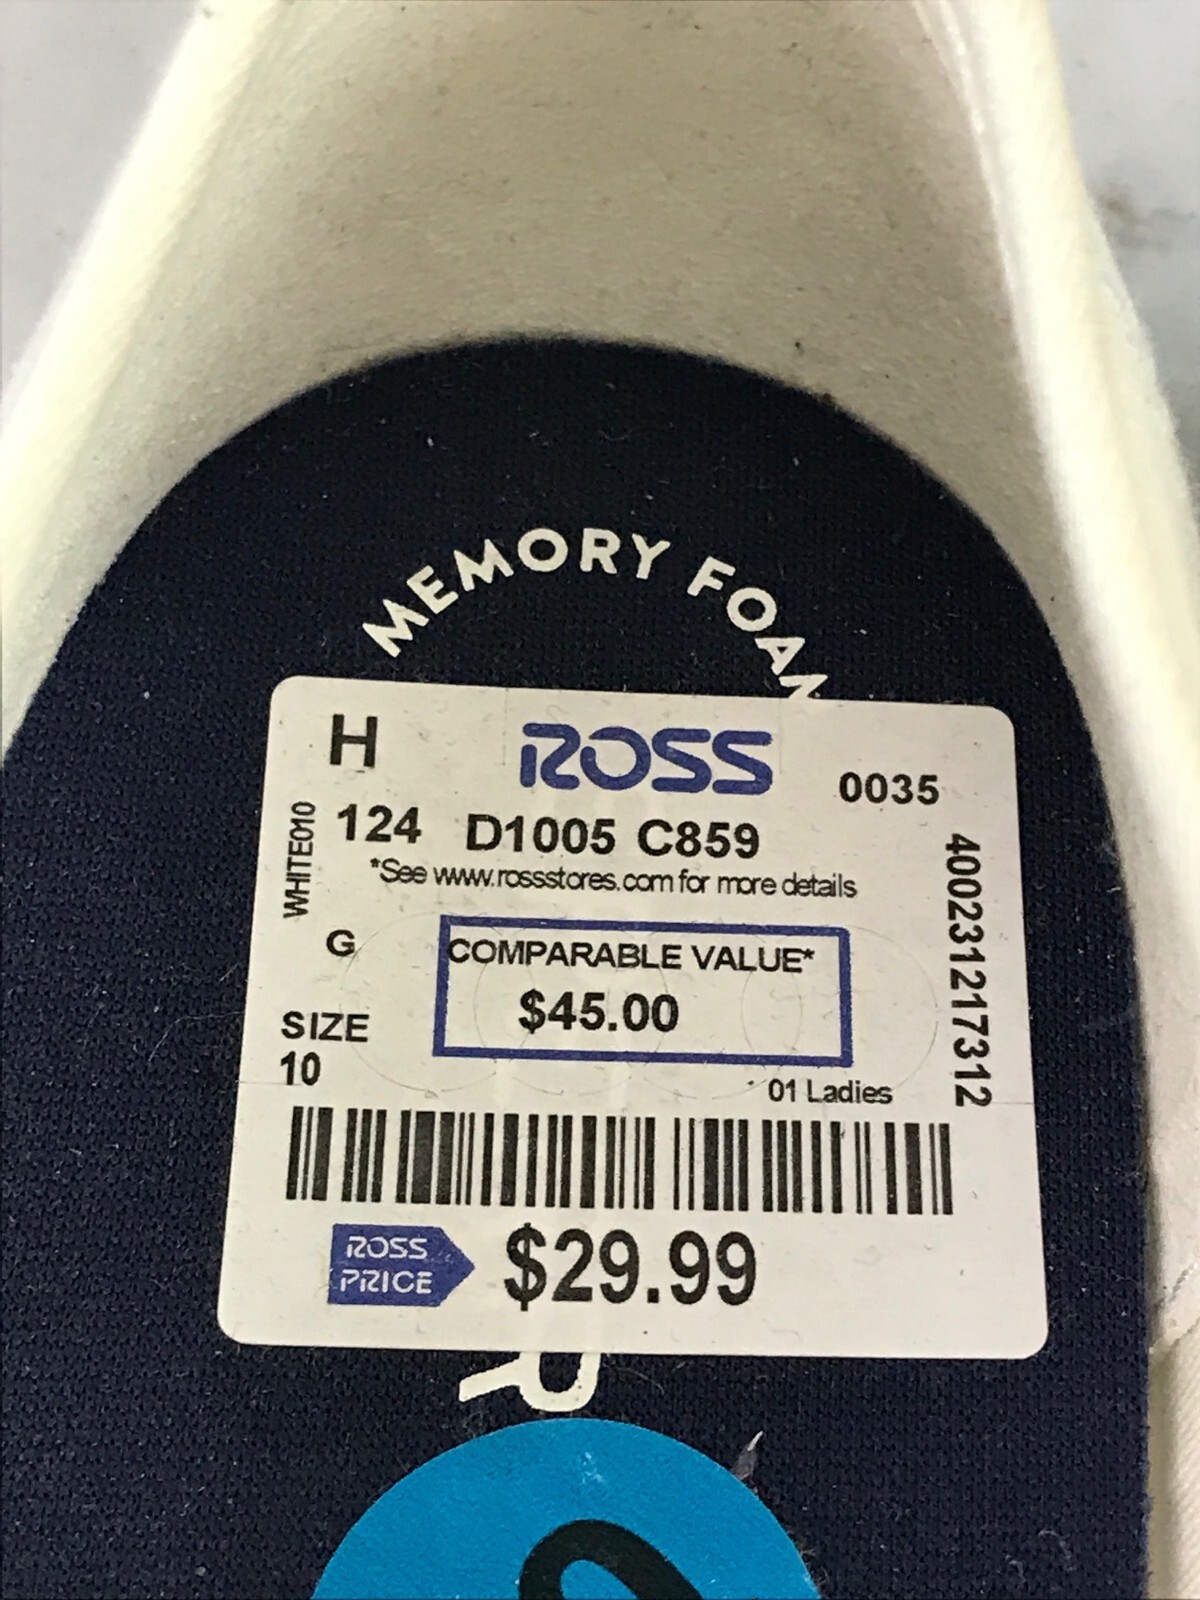 MEMORY FOAM
H
ROSS
0035
WHITE010
124 D1005 C859
*See www.rossstores.com for more details
G
COMPARABLE VALUE*
$45.00
400231217312
SIZE
10
01 Ladies
ROSS
PRICE
$29.99